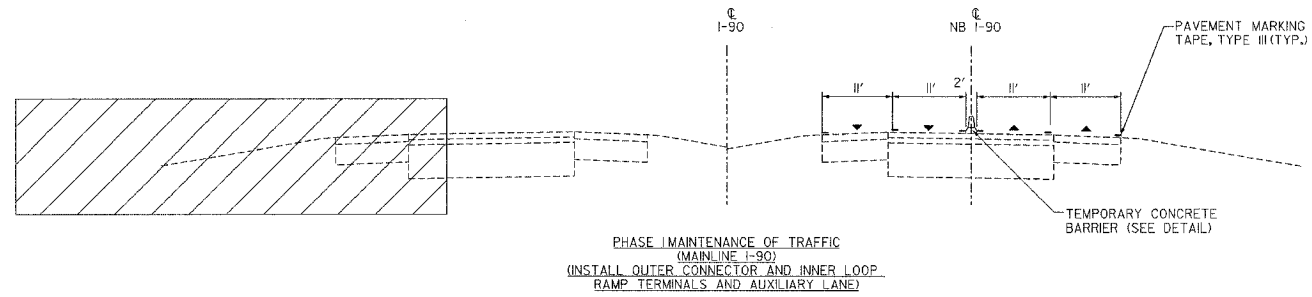 ℄
I-90
℄
NB I-90
PAVEMENT MARKING
TAPE, TYPE III (TYP.)
11' 11' 2' 11' 11'
TEMPORARY CONCRETE
BARRIER (SEE DETAIL)
PHASE I MAINTENANCE OF TRAFFIC
(MAINLINE I-90)
(INSTALL OUTER CONNECTOR AND INNER LOOP
RAMP TERMINALS AND AUXILIARY LANE)